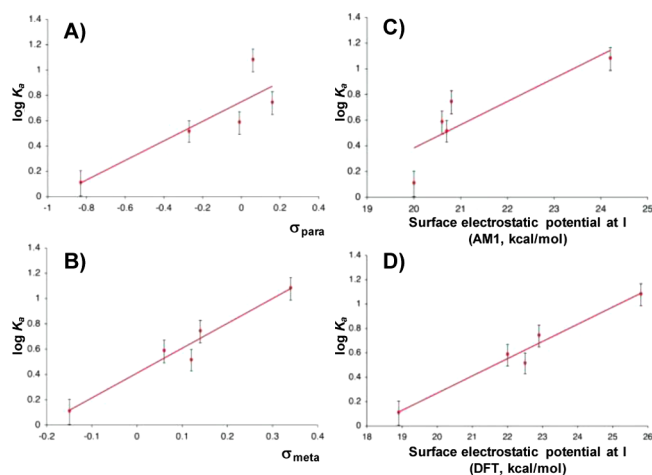 A)
1.4
1.2
1
0.8
0.6
0.4
0.2
0
log Ka
-1 -0.8 -0.6 -0.4 -0.2 0 0.2 0.4
σpara
C)
1.4
1.2
1
0.8
0.6
0.4
0.2
0
log Ka
19 20 21 22 23 24 25
Surface electrostatic potential at I
(AM1, kcal/mol)
B)
1.4
1.2
1
0.8
0.6
0.4
0.2
0
log Ka
-0.2 -0.1 0 0.1 0.2 0.3 0.4
σmeta
D)
1.4
1.2
1
0.8
0.6
0.4
0.2
0
log Ka
18 19 20 21 22 23 24 25 26
Surface electrostatic potential at I
(DFT, kcal/mol)